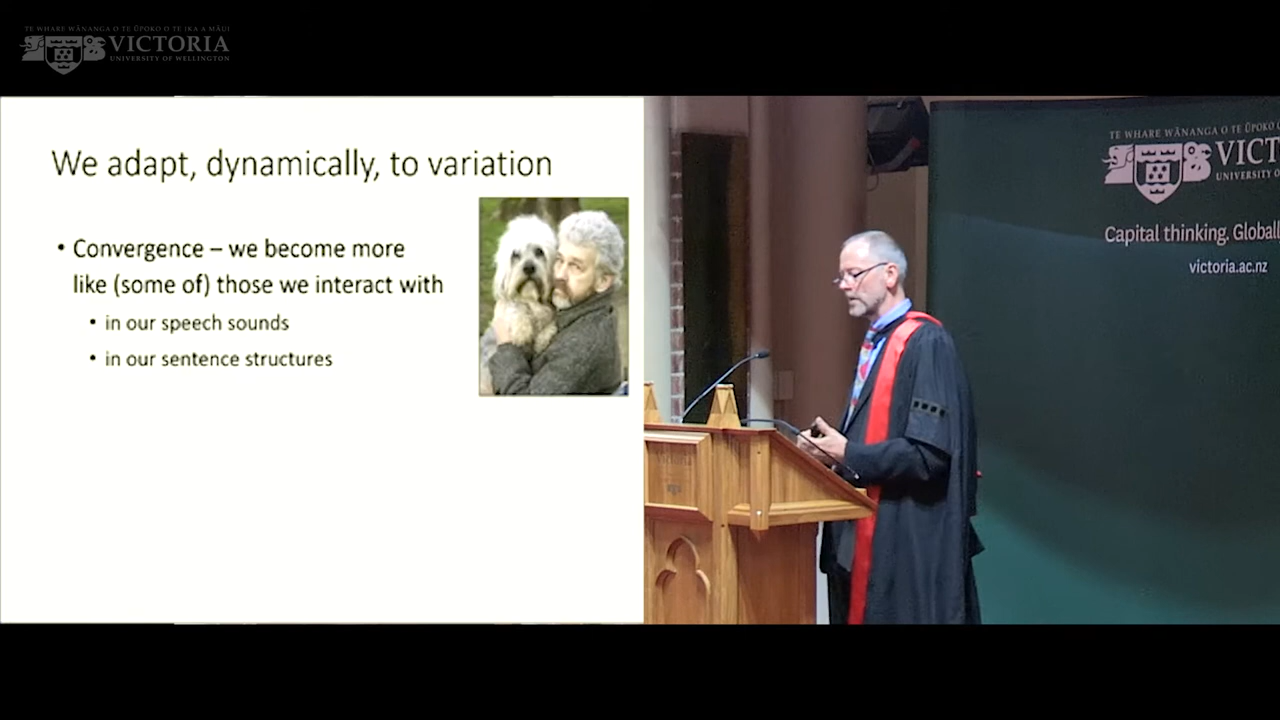 TE WHARE WĀNANGA O TE ŪPOKO O TE IKA A MĀUI
VICTORIA
UNIVERSITY OF WELLINGTON
We adapt, dynamically, to variation
• Convergence – we become more
like (some of) those we interact with
• in our speech sounds
• in our sentence structures
TE WHARE WĀNANGA O TE ŪPOKO O
VICT
UNIVERSITY O
Capital thinking. Globall
victoria.ac.nz